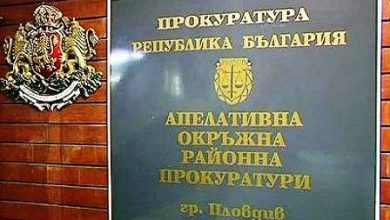 ПРОКУРАТУРА
РЕПУБЛИКА БЪЛГАРИЯ
АПЕЛАТИВНА
ОКРЪЖНА
РАЙОННА
ПРОКУРАТУРИ
гр. Пловдив